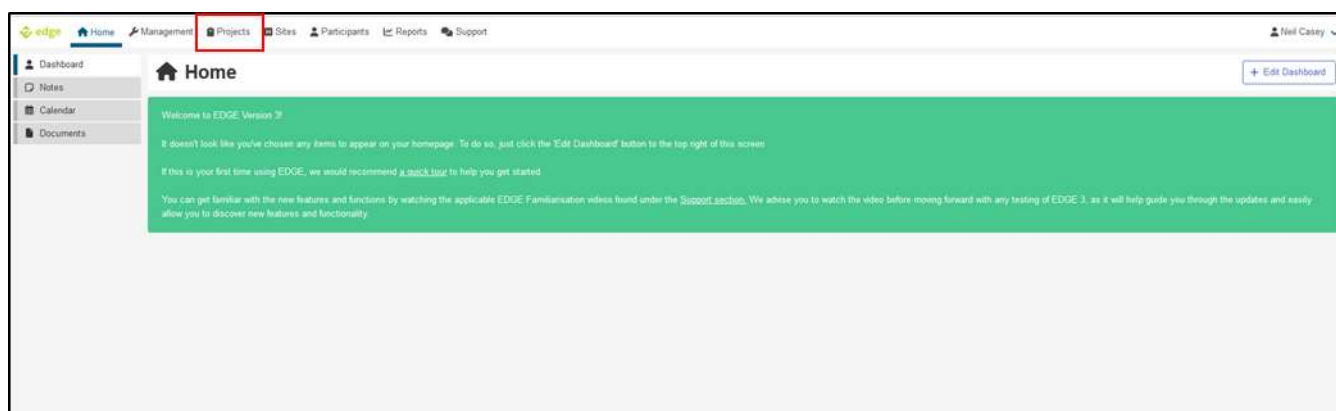 edge Home Management Projects Sites Participants Reports Support Neil Casey
Dashboard
Notes
Calendar
Documents
Home
+ Edit Dashboard
Welcome to EDGE Version 3!
It doesn't look like you've chosen any items to appear on your homepage. To do so, just click the 'Edit Dashboard' button to the top right of this screen
If this is your first time using EDGE, we would recommend a quick tour to help you get started.
You can get familiar with the new features and functions by watching the applicable EDGE Familiarisation videos found under the Support section. We advise you to watch the video before moving forward with any testing of EDGE 3, as it will help guide you through the updates and easily
allow you to discover new features and functionality.